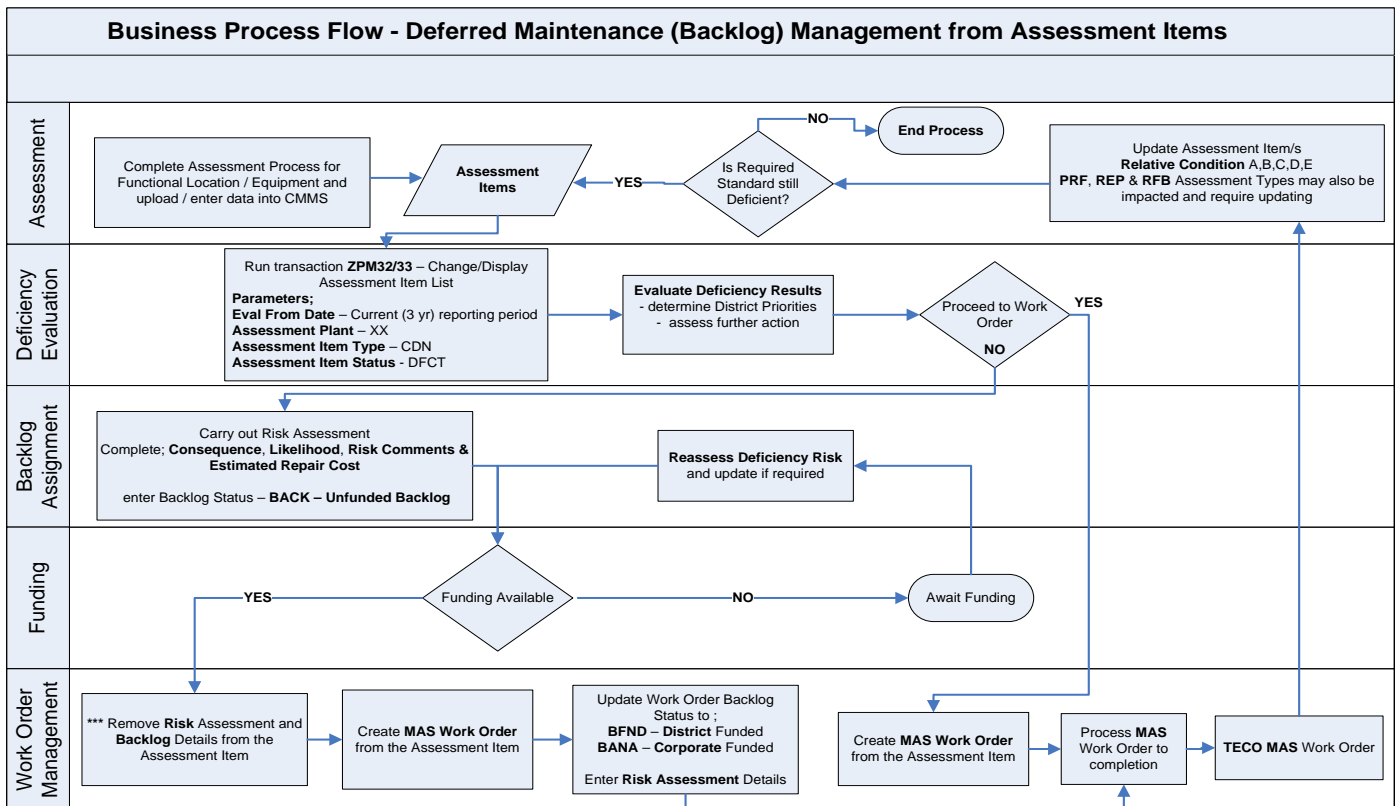 Business Process Flow - Deferred Maintenance (Backlog) Management from Assessment Items
Assessment
Complete Assessment Process for
Functional Location / Equipment and
upload / enter data into CMMS
Assessment
Items
YES
Is Required
Standard still
Deficient?
NO
End Process
Update Assessment Item/s
Relative Condition A,B,C,D,E
PRF, REP & RFB Assessment Types may also be
impacted and require updating
Deficiency
Evaluation
Run transaction ZPM32/33 – Change/Display
Assessment Item List
Parameters;
Eval From Date – Current (3 yr) reporting period
Assessment Plant – XX
Assessment Item Type – CDN
Assessment Item Status - DFCT
Evaluate Deficiency Results
- determine District Priorities
- assess further action
Proceed to Work
Order
NO
YES
Backlog
Assignment
Carry out Risk Assessment
Complete; Consequence, Likelihood, Risk Comments &
Estimated Repair Cost
enter Backlog Status – BACK – Unfunded Backlog
Reassess Deficiency Risk
and update if required
Funding
YES
Funding Available
NO
Await Funding
Work Order
Management
*** Remove Risk Assessment and
Backlog Details from the
Assessment Item
Create MAS Work Order
from the Assessment Item
Update Work Order Backlog
Status to ;
BFND – District Funded
BANA – Corporate Funded
Enter Risk Assessment Details
Create MAS Work Order
from the Assessment Item
Process MAS
Work Order to
completion
TECO MAS Work Order